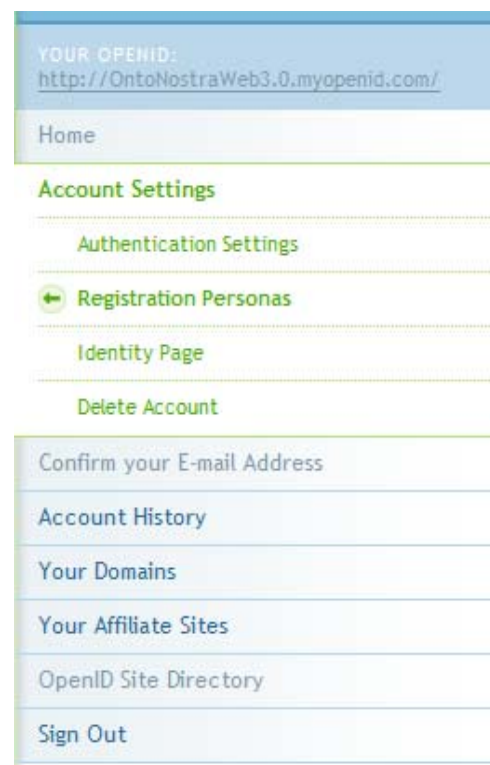 YOUR OPENID:
http://OntoNostraWeb3.0.myopenid.com/
Home
Account Settings
Authentication Settings
Registration Personas
Identity Page
Delete Account
Confirm your E-mail Address
Account History
Your Domains
Your Affiliate Sites
OpenID Site Directory
Sign Out